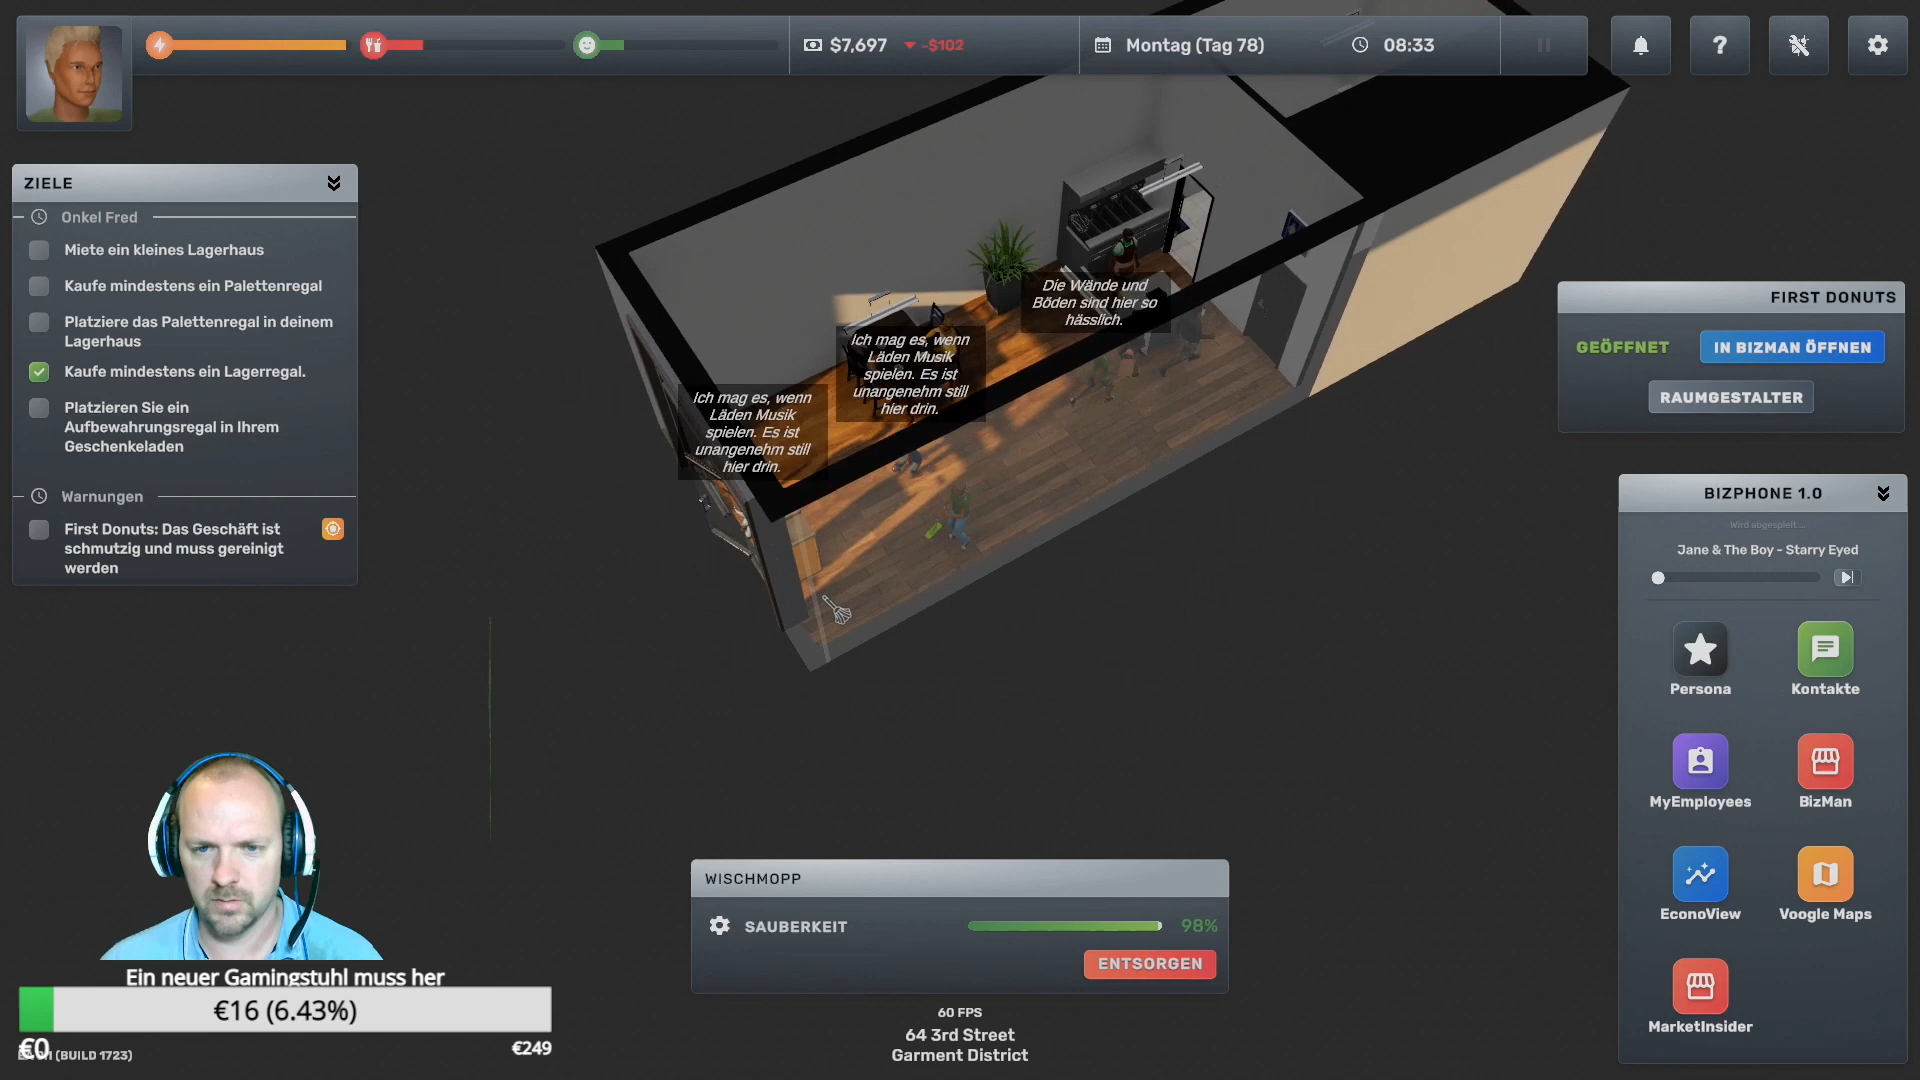 $7,697
-$102
Montag (Tag 78)
08:33
?
ZIELE
Onkel Fred
Miete ein kleines Lagerhaus
Kaufe mindestens ein Palettenregal
Platziere das Palettenregal in deinem
Lagerhaus
Kaufe mindestens ein Lagerregal.
Platzieren Sie ein
Aufbewahrungsregal in Ihrem
Geschenkeladen
Warnungen
First Donuts: Das Geschäft ist
schmutzig und muss gereinigt
werden
Die Wände und
Böden sind hier so
hässlich.
Ich mag es, wenn
Läden Musik
spielen. Es ist
unangenehm still
hier drin.
Ich mag es, wenn
Läden Musik
spielen. Es ist
unangenehm still
hier drin.
FIRST DONUTS
GEÖFFNET
IN BIZMAN ÖFFNEN
RAUMGESTALTER
BIZPHONE 1.0
Wird abgespielt ...
Jane & The Boy - Starry Eyed
Persona
Kontakte
MyEmployees
BizMan
EconoView
Voogle Maps
MarketInsider
WISCHMOPP
SAUBERKEIT
98%
ENTSORGEN
60 FPS
64 3rd Street
Garment District
Ein neuer Gamingstuhl muss her
€16 (6.43%)
€0
€249
(BUILD 1723)